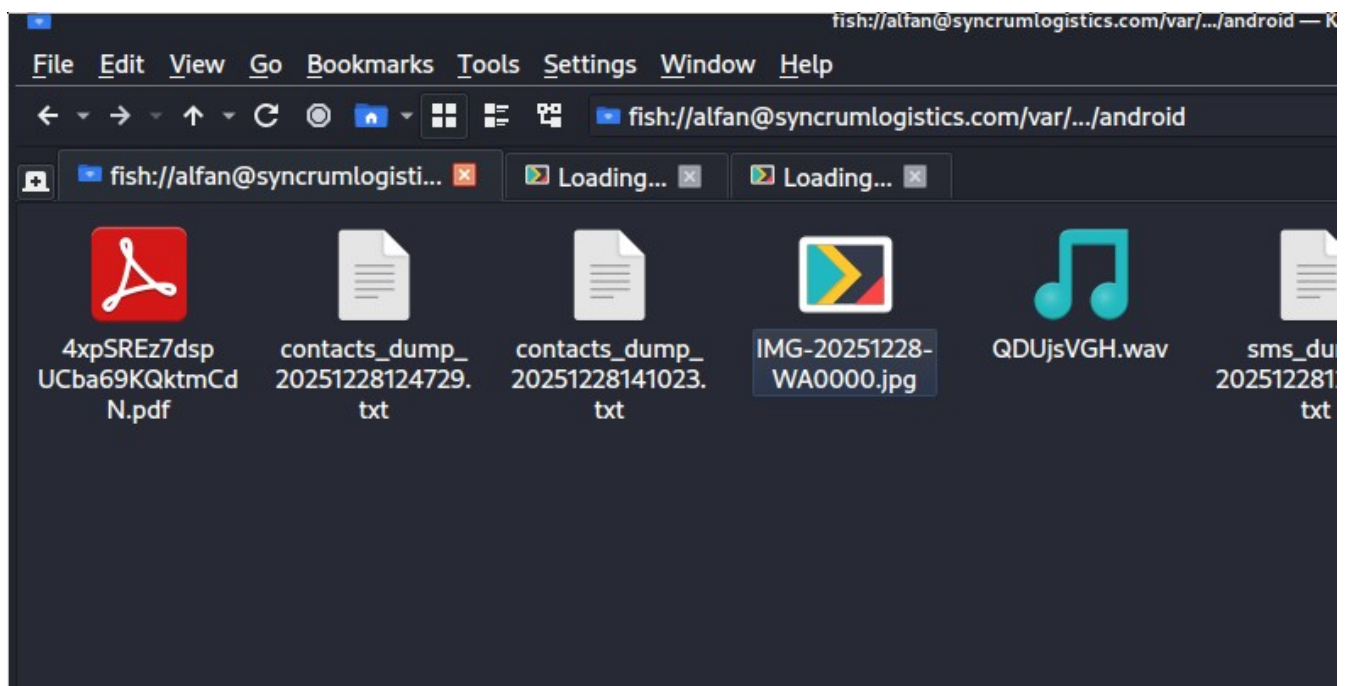 fish://alfan@syncrumlogistics.com/var/.../android — K
File Edit View Go Bookmarks Tools Settings Window Help
fish://alfan@syncrumlogistics.com/var/.../android
fish://alfan@syncrumlogisti... Loading... Loading...
4xpSREz7dsp
UCba69KQktmCd
N.pdf
contacts_dump_
20251228124729.
txt
contacts_dump_
20251228141023.
txt
IMG-20251228-
WA0000.jpg
QDUjsVGH.wav
sms_du
202512281
txt